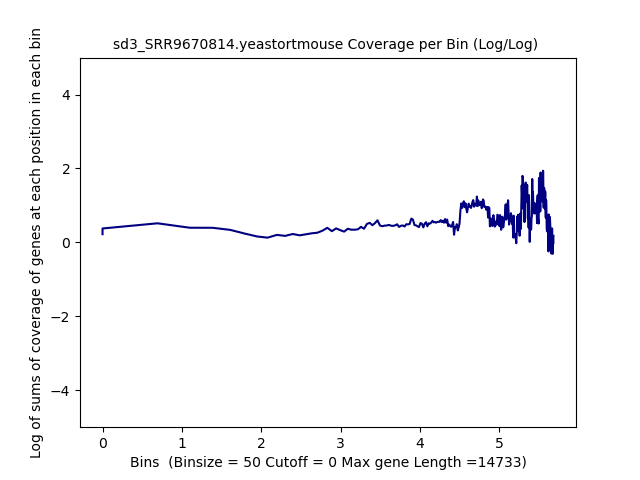 sd3_SRR9670814.yeastortmouse Coverage per Bin (Log/Log)
Log of sums of coverage of genes at each position in each bin
4
2
0
−2
−4
0 1 2 3 4 5
Bins  (Binsize = 50 Cutoff = 0 Max gene Length =14733)